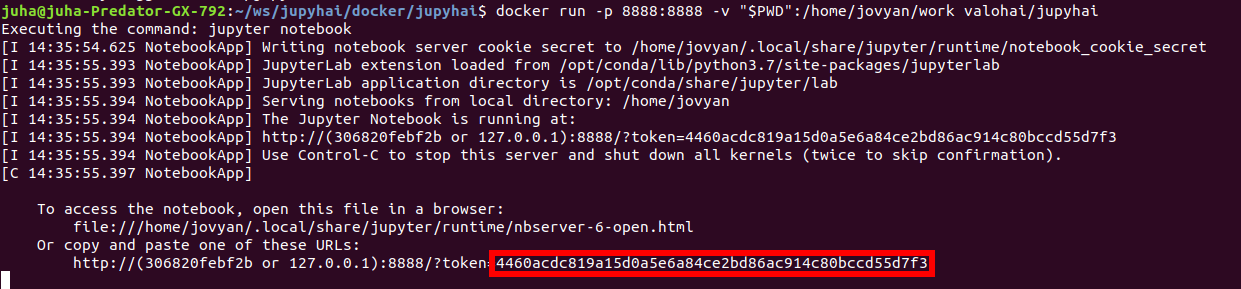 juha@juha-Predator-GX-792:~/ws/jupyhai/docker/jupyhai$ docker run -p 8888:8888 -v "$PWD":/home/jovyan/work valohai/jupyhai
Executing the command: jupyter notebook
[I 14:35:54.625 NotebookApp] Writing notebook server cookie secret to /home/jovyan/.local/share/jupyter/runtime/notebook_cookie_secret
[I 14:35:55.393 NotebookApp] JupyterLab extension loaded from /opt/conda/lib/python3.7/site-packages/jupyterlab
[I 14:35:55.393 NotebookApp] JupyterLab application directory is /opt/conda/share/jupyter/lab
[I 14:35:55.394 NotebookApp] Serving notebooks from local directory: /home/jovyan
[I 14:35:55.394 NotebookApp] The Jupyter Notebook is running at:
[I 14:35:55.394 NotebookApp] http://(306820febf2b or 127.0.0.1):8888/?token=4460acdc819a15d0a5e6a84ce2bd86ac914c80bccd55d7f3
[I 14:35:55.394 NotebookApp] Use Control-C to stop this server and shut down all kernels (twice to skip confirmation).
[C 14:35:55.397 NotebookApp]
To access the notebook, open this file in a browser:
file:///home/jovyan/.local/share/jupyter/runtime/nbserver-6-open.html
Or copy and paste one of these URLs:
http://(306820febf2b or 127.0.0.1):8888/?token=4460acdc819a15d0a5e6a84ce2bd86ac914c80bccd55d7f3